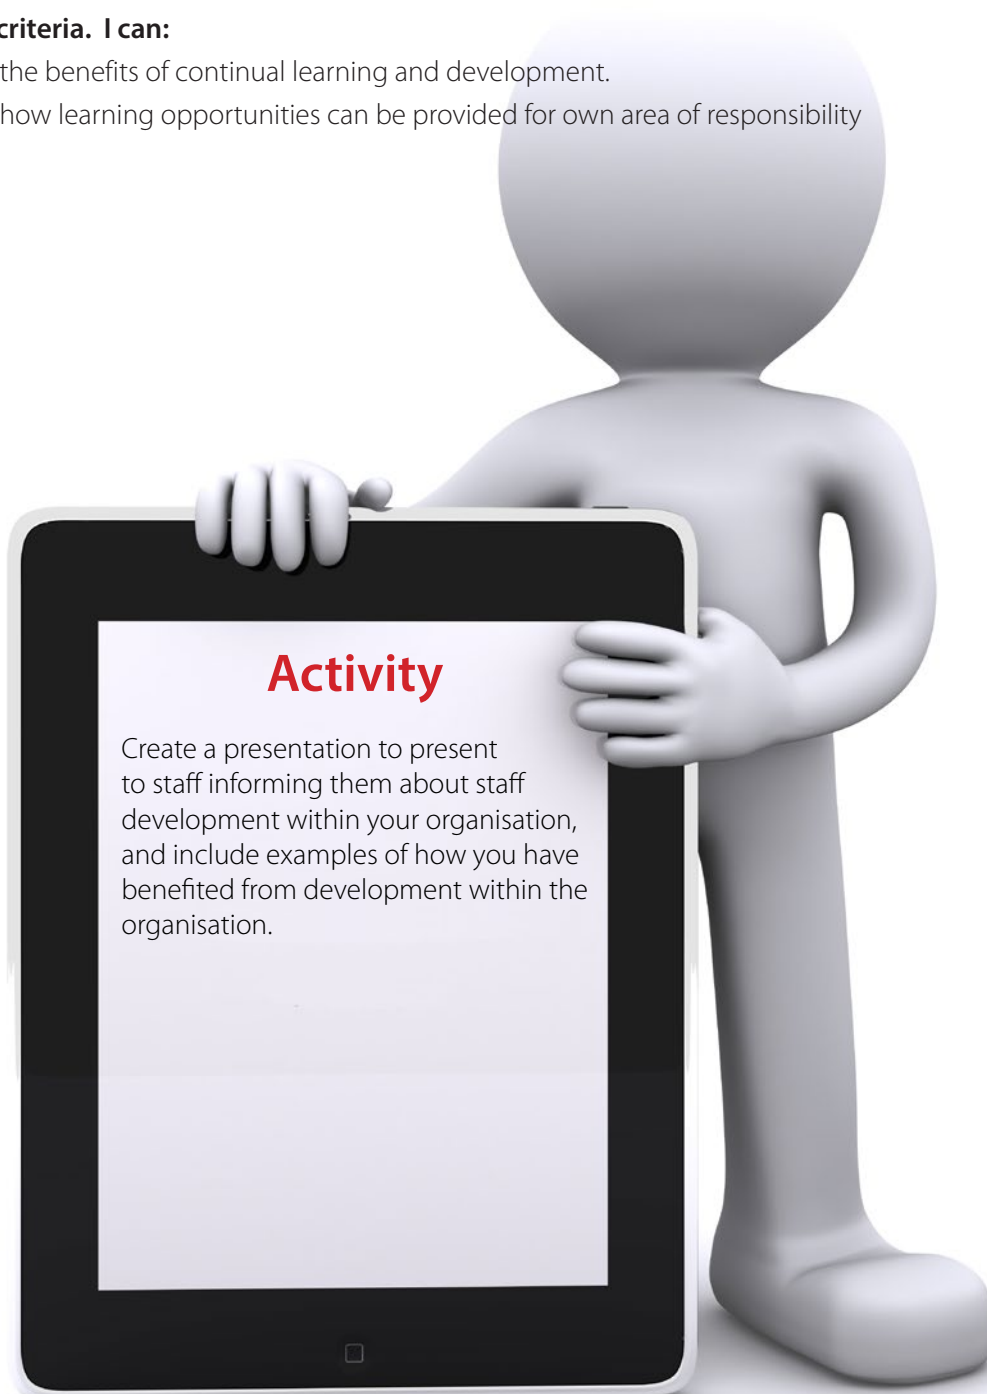 criteria. I can:
the benefits of continual learning and development.
how learning opportunities can be provided for own area of responsibility
Activity
Create a presentation to present
to staff informing them about staff
development within your organisation,
and include examples of how you have
benefited from development within the
organisation.